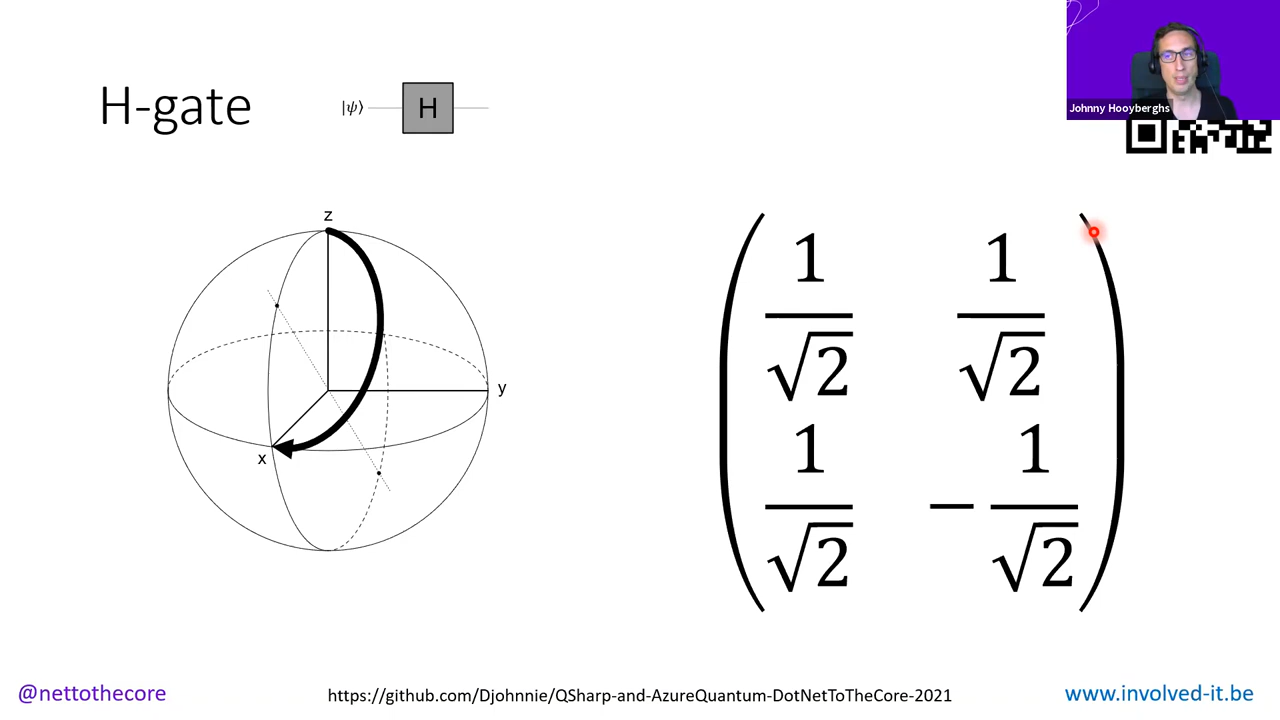 H-gate
|ψ⟩ H
Johnny Hooyberghs
z
y
x
1/√2 1/√2
1/√2 −1/√2
@nettothecore
https://github.com/Djohnnie/QSharp-and-AzureQuantum-DotNetToTheCore-2021
www.involved-it.be